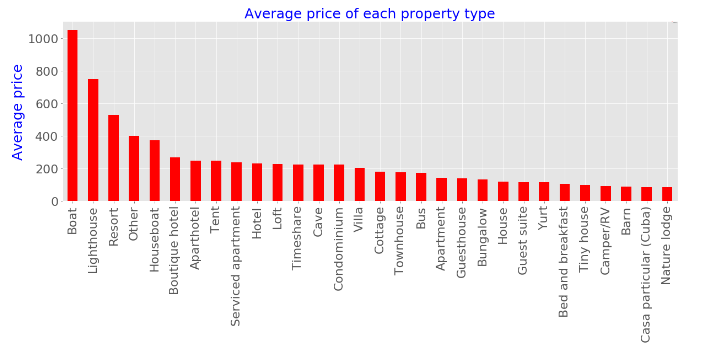 Average price of each property type
Average price
1000
800
600
400
200
0
Boat
Lighthouse
Resort
Other
Houseboat
Boutique hotel
Aparthotel
Tent
Serviced apartment
Hotel
Loft
Timeshare
Cave
Condominium
Villa
Cottage
Townhouse
Bus
Apartment
Guesthouse
Bungalow
House
Guest suite
Yurt
Bed and breakfast
Tiny house
Camper/RV
Barn
Casa particular (Cuba)
Nature lodge